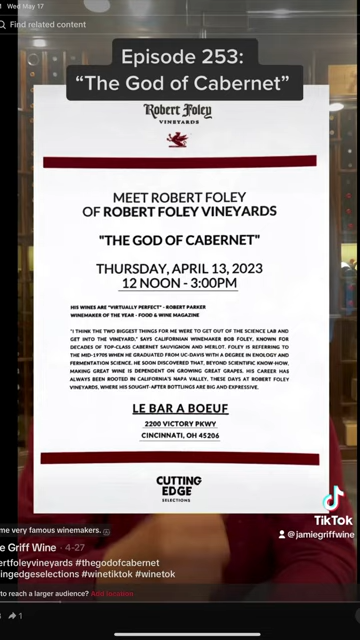 Wed May 17
Find related content
Episode 253:
“The God of Cabernet”
Robert Foley
VINEYARDS
MEET ROBERT FOLEY
OF ROBERT FOLEY VINEYARDS
"THE GOD OF CABERNET"
THURSDAY, APRIL 13, 2023
12 NOON - 3:00PM
HIS WINES ARE "VIRTUALLY PERFECT" - ROBERT PARKER
WINEMAKER OF THE YEAR - FOOD & WINE MAGAZINE
"I THINK THE TWO BIGGEST THINGS FOR ME WERE TO GET OUT OF THE SCIENCE LAB AND
GET INTO THE VINEYARD," SAYS CALIFORNIAN WINEMAKER BOB FOLEY, KNOWN FOR
DECADES OF TOP-CLASS CABERNET SAUVIGNON AND MERLOT. FOLEY IS REFERRING TO
THE MID-1970S WHEN HE GRADUATED FROM UC-DAVIS WITH A DEGREE IN ENOLOGY AND
FERMENTATION SCIENCE. HE SOON DISCOVERED THAT, BEYOND SCIENTIFIC KNOW-HOW,
MAKING GREAT WINE IS DEPENDENT ON GROWING GREAT GRAPES. HIS CAREER HAS
ALWAYS BEEN ROOTED IN CALIFORNIA'S NAPA VALLEY, THESE DAYS AT ROBERT FOLEY
VINEYARDS, WHERE HIS SOUGHT-AFTER BOTTLINGS ARE BIG AND EXPRESSIVE.
LE BAR A BOEUF
2200 VICTORY PKWY
CINCINNATI, OH 45206
CUTTING
EDGE
SELECTIONS
TikTok
@jamiegriffwine
me very famous winemakers.
e Griff Wine · 4-27
ertfoleyvineyards #thegodofcabernet
ingedgeselections #winetiktok #winetok
to reach a larger audience? Add location
1